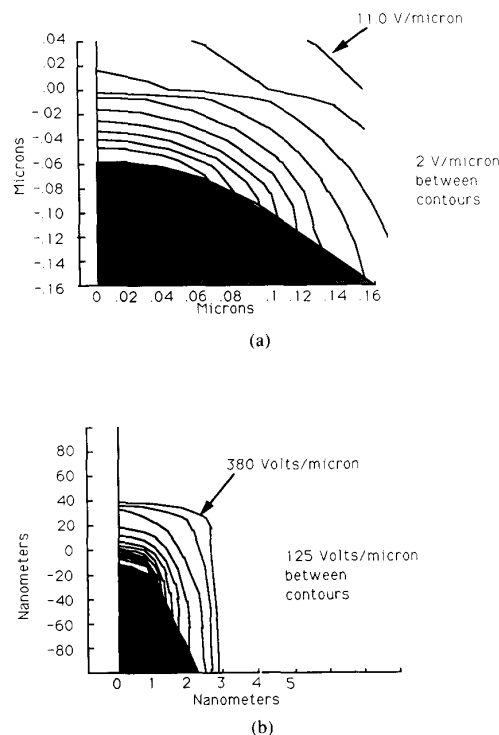 11.0 V/micron
.04
.02
.00
-.02
-.04
-.06
-.08
-.10
-.12
-.14
-.16
Microns
2 V/micron
between
contours
0 .02 .04 .06 .08 .1 .12 .14 .16
Microns
(a)
380 Volts/micron
80
40
20
0
-20
-40
-60
-80
Nanometers
125 Volts/micron
between
contours
0 1 2 3 4 5
Nanometers
(b)